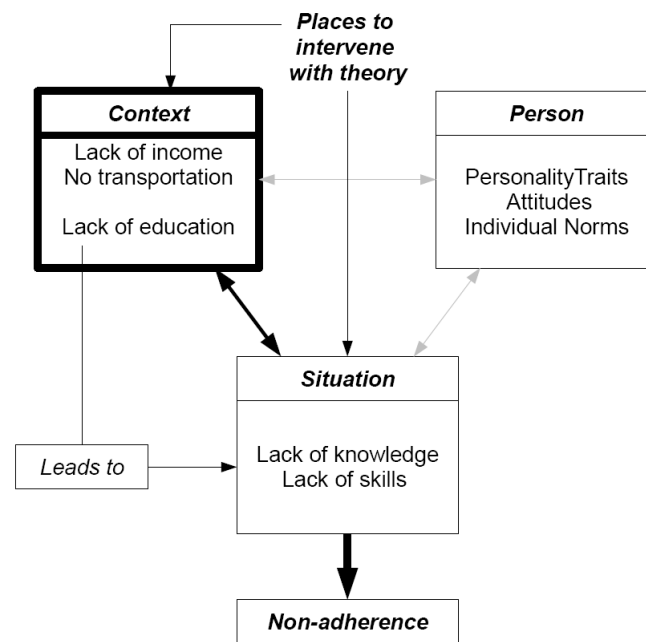 Places to
intervene
with theory
Context
Lack of income
No transportation
Lack of education
Person
PersonalityTraits
Attitudes
Individual Norms
Situation
Lack of knowledge
Lack of skills
Leads to
Non-adherence